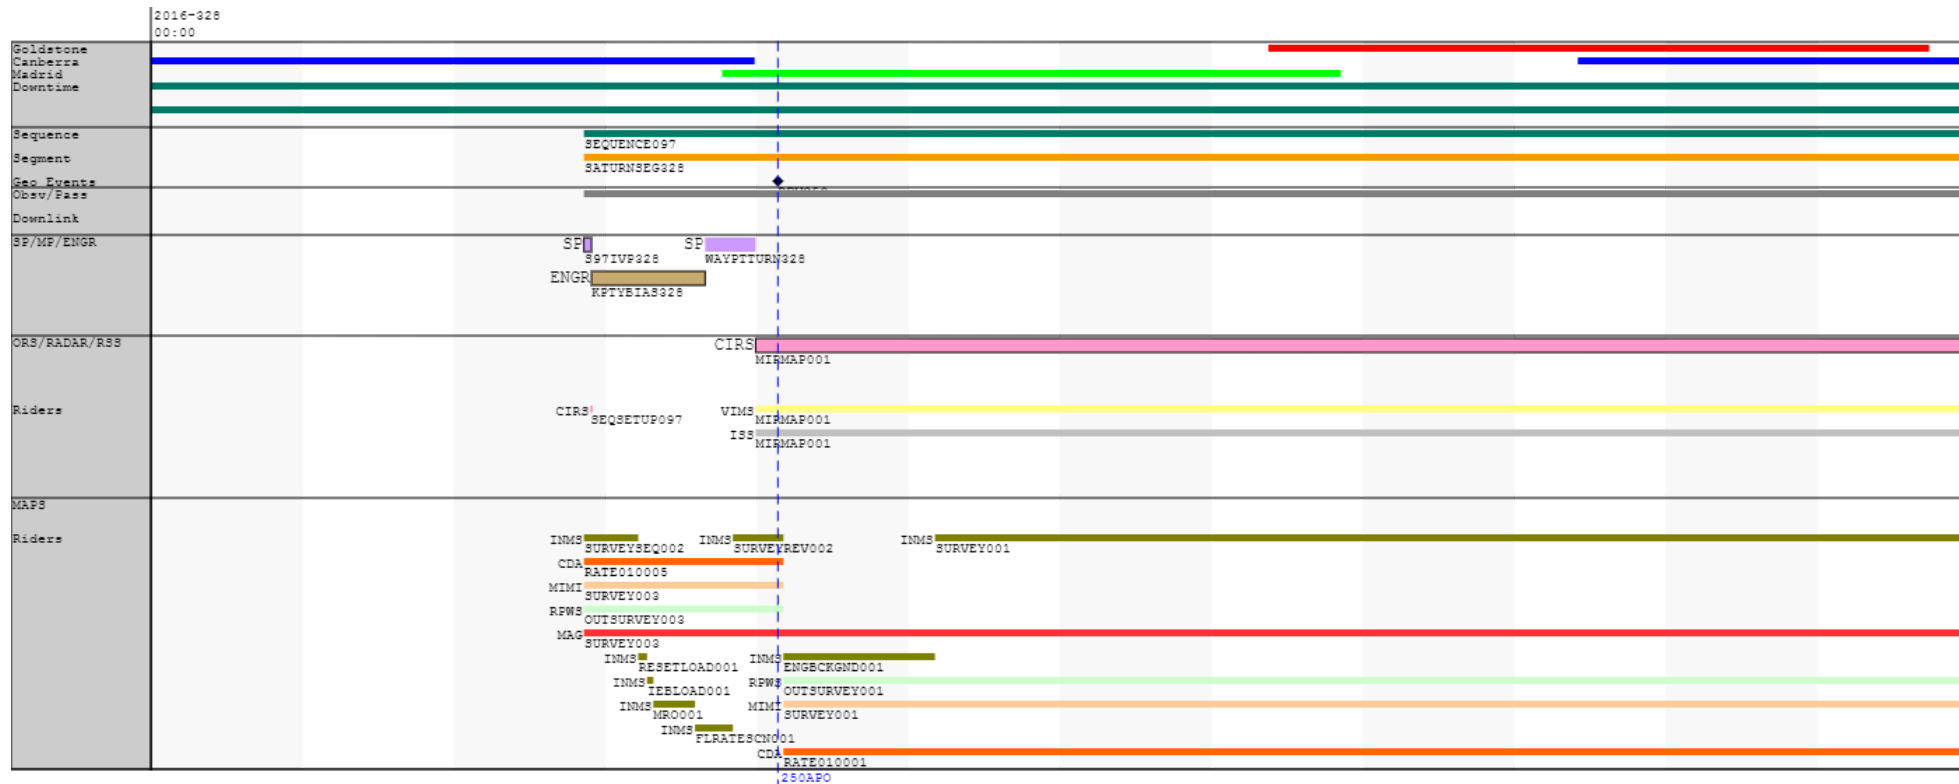 2016-328
00:00
Goldstone
Canberra
Madrid
Downtime
Sequence
SEQUENCE097
Segment
SATURNSEG328
Geo Events
Obsv/Pass
Downlink
SP/MP/ENGR
SP
SP
S97IVP328
WAYPTTURN328
ENGR
KPTYBIAS328
ORS/RADAR/RSS
CIRS
MIRMAP001
Riders
CIRS
VIMS
SEQSETUP097
MIRMAP001
ISS
MIRMAP001
MAPS
Riders
INMS
INMS
INMS
SURVEYSEQ002
SURVEYREV002
SURVEY001
CDA
RATE010005
MIMI
SURVEY003
RPWS
OUTSURVEY003
MAG
SURVEY003
INMS
INMS
RESETLOAD001
ENGBCKGND001
INMS
RPWS
IEBLOAD001
OUTSURVEY001
INMS
MIMI
MRO001
SURVEY001
INMS
FLRATESCN001
CDA
RATE010001
250APO